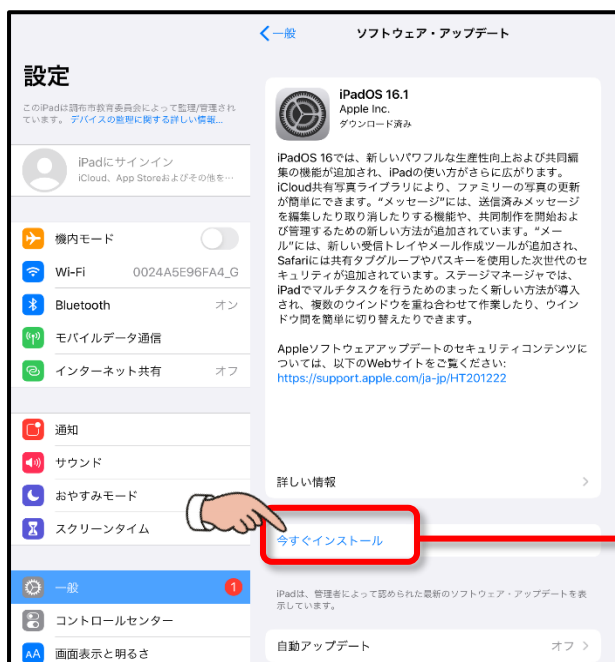 設定
このiPadは調布市教育委員会によって監理/管理され
ています。デバイスの監理に関する詳しい情報...
iPadにサインイン
iCloud、App Storeおよびその他を…
機内モード
Wi-Fi 0024A5E96FA4_G
Bluetooth オン
モバイルデータ通信
インターネット共有 オフ
通知
サウンド
おやすみモード
スクリーンタイム
一般 1
コントロールセンター
AA 画面表示と明るさ
一般 ソフトウェア・アップデート
iPadOS 16.1
Apple Inc.
ダウンロード済み
iPadOS 16では、新しいパワフルな生産性向上および共同編
集の機能が追加され、iPadの使い方がさらに広がります。
iCloud共有写真ライブラリにより、ファミリーの写真の更新
が簡単にできます。“メッセージ”には、送信済みメッセージ
を編集したり取り消したりする機能や、共同制作を開始およ
び管理するための新しい方法が追加されています。“メー
ル”には、新しい受信トレイやメール作成ツールが追加され、
Safariには共有タブグループやパスキーを使用した次世代のセ
キュリティが追加されています。ステージマネージャでは、
iPadでマルチタスクを行うためのまったく新しい方法が導入
され、複数のウインドウを重ね合わせて作業したり、ウイン
ドウ間を簡単に切り替えたりできます。
Appleソフトウェアアップデートのセキュリティコンテンツに
ついては、以下のWebサイトをご覧ください:
https://support.apple.com/ja-jp/HT201222
詳しい情報
今すぐインストール
iPadは、管理者によって認められた最新のソフトウェア・アップデートを表
示しています。
自動アップデート オフ